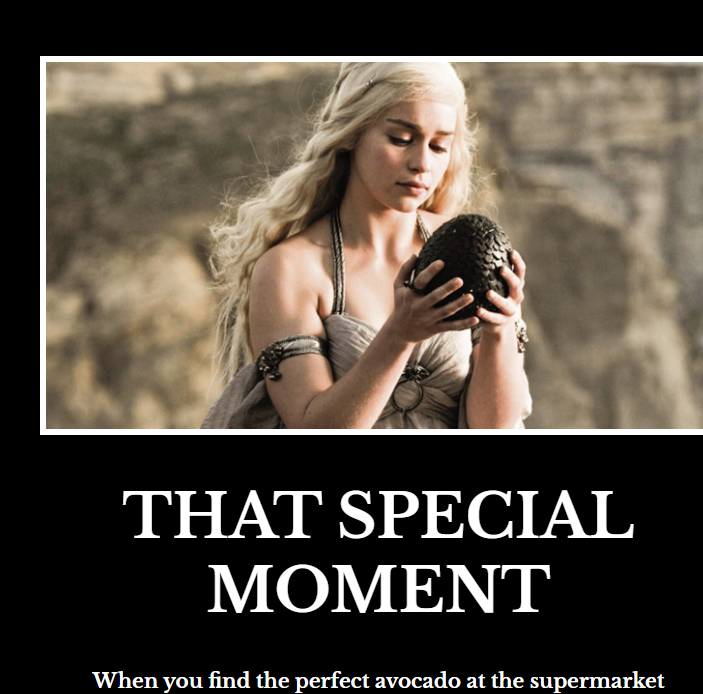 THAT SPECIAL
MOMENT
When you find the perfect avocado at the supermarket